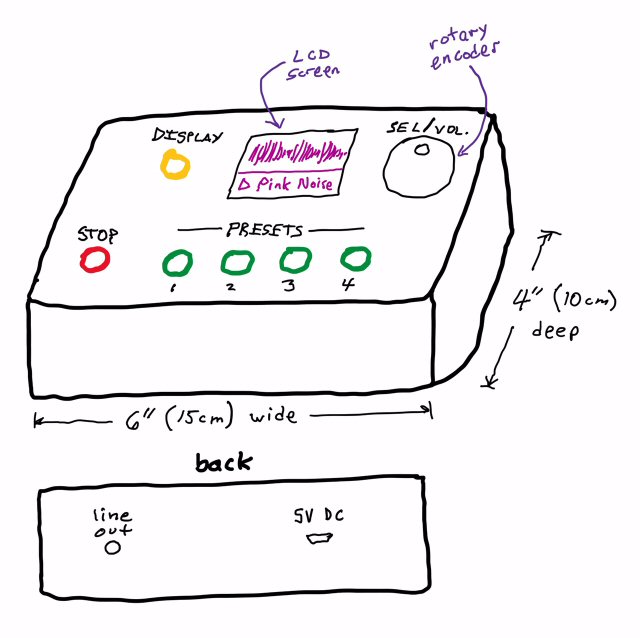 LCD
screen
rotary
encoder
DISPLAY
SEL/VOL.
▷ Pink Noise
STOP
PRESETS
1 2 3 4
4" (10cm)
deep
6" (15cm) wide
back
line
out
5V DC